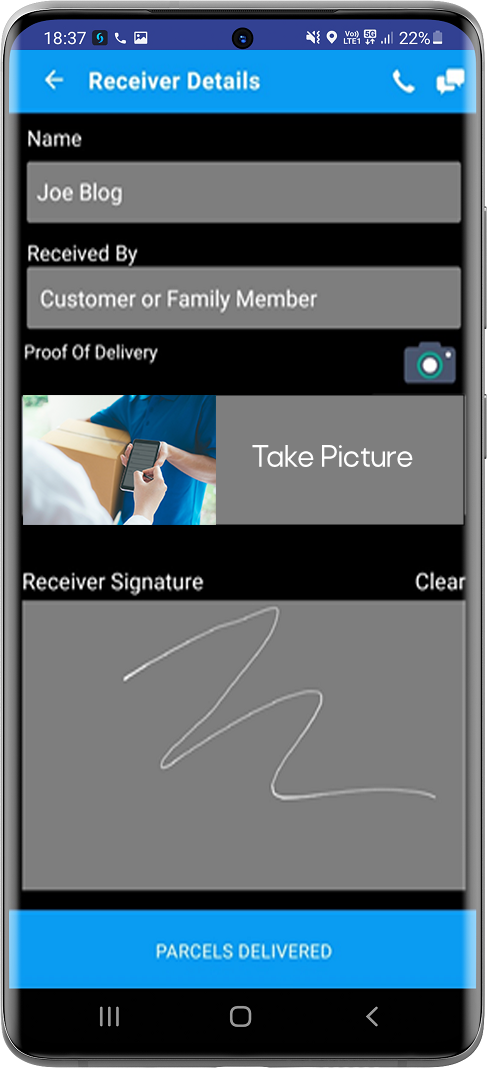 18:37 Vo)) LTE1 5G 22%
Receiver Details
Name
Joe Blog
Received By
Customer or Family Member
Proof Of Delivery
Take Picture
Receiver Signature Clear
PARCELS DELIVERED